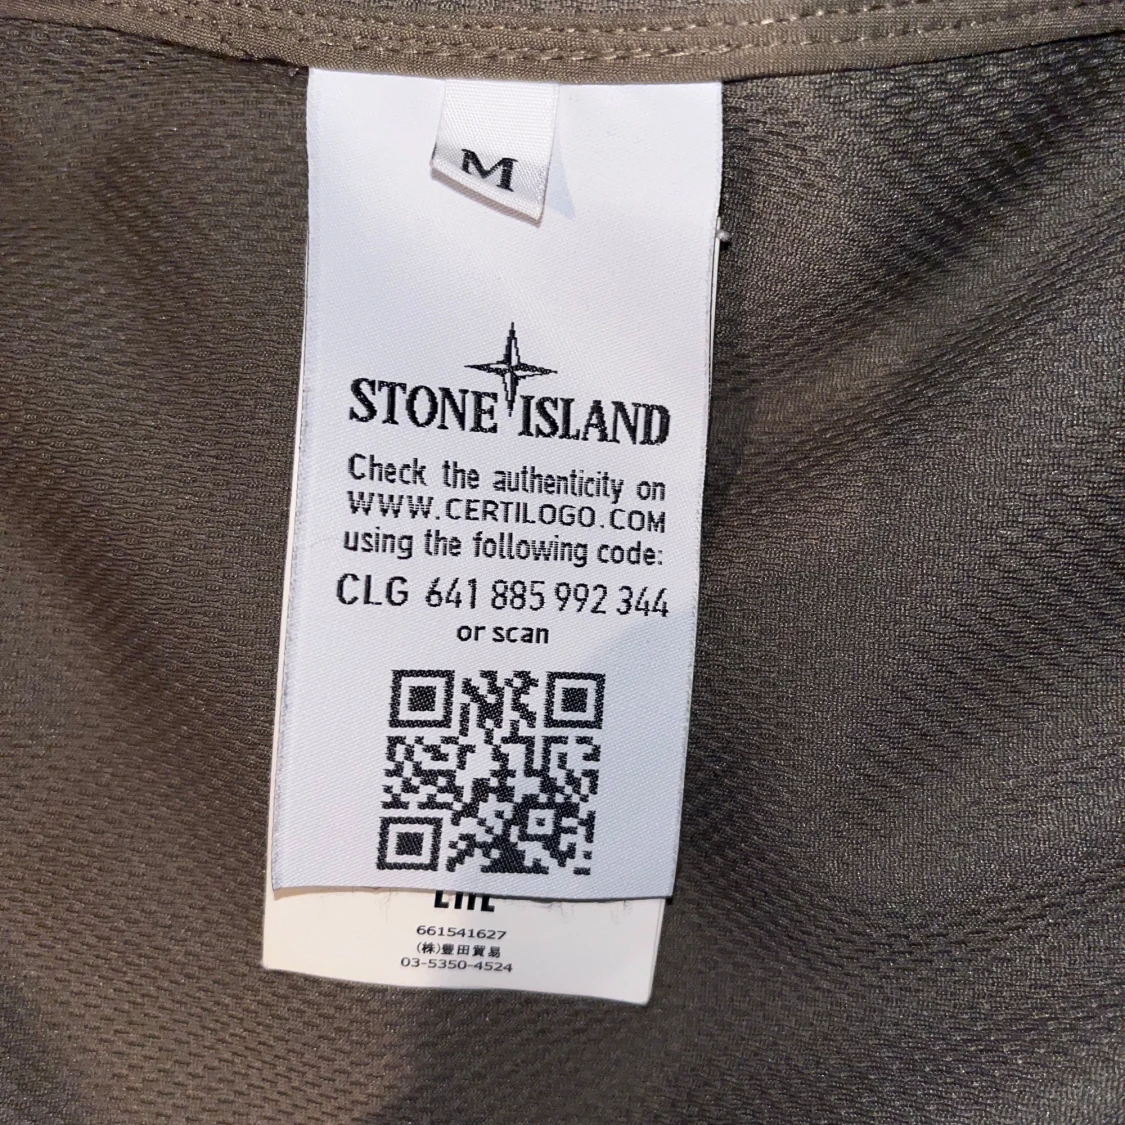 M
STONE ISLAND
Check the authenticity on
WWW.CERTILOGO.COM
using the following code:
CLG 641 885 992 344
or scan
661541627
(株)豊田貿易
03-5350-4524